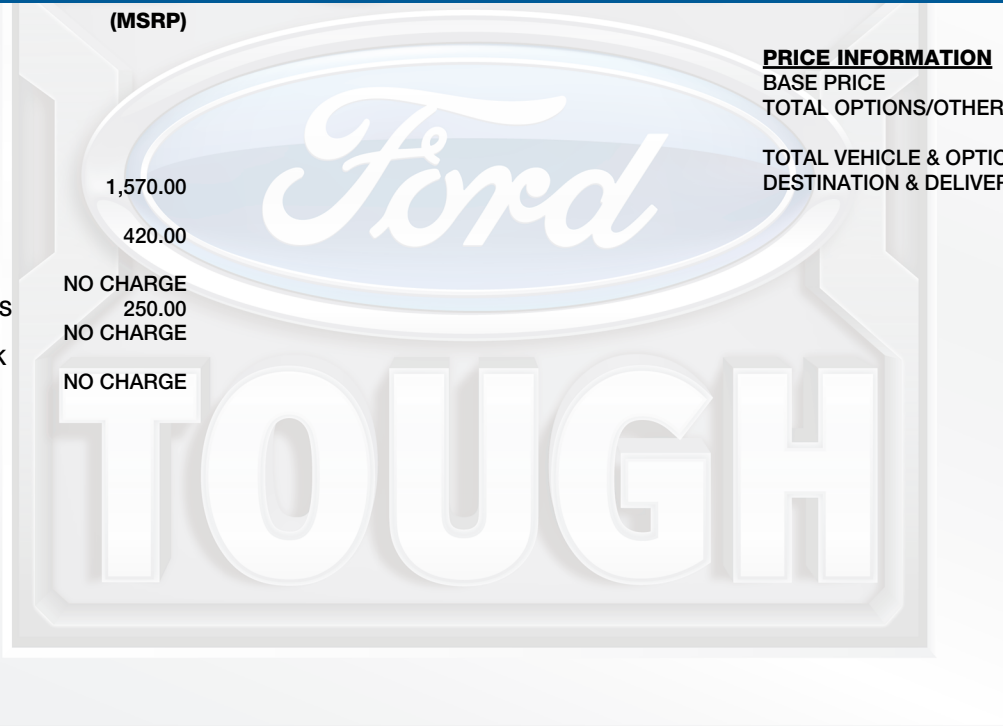 (MSRP)
1,570.00
420.00
NO CHARGE
S 250.00
NO CHARGE
K
NO CHARGE
PRICE INFORMATION
BASE PRICE
TOTAL OPTIONS/OTHER
TOTAL VEHICLE & OPTIO
DESTINATION & DELIVER
Ford
TOUGH